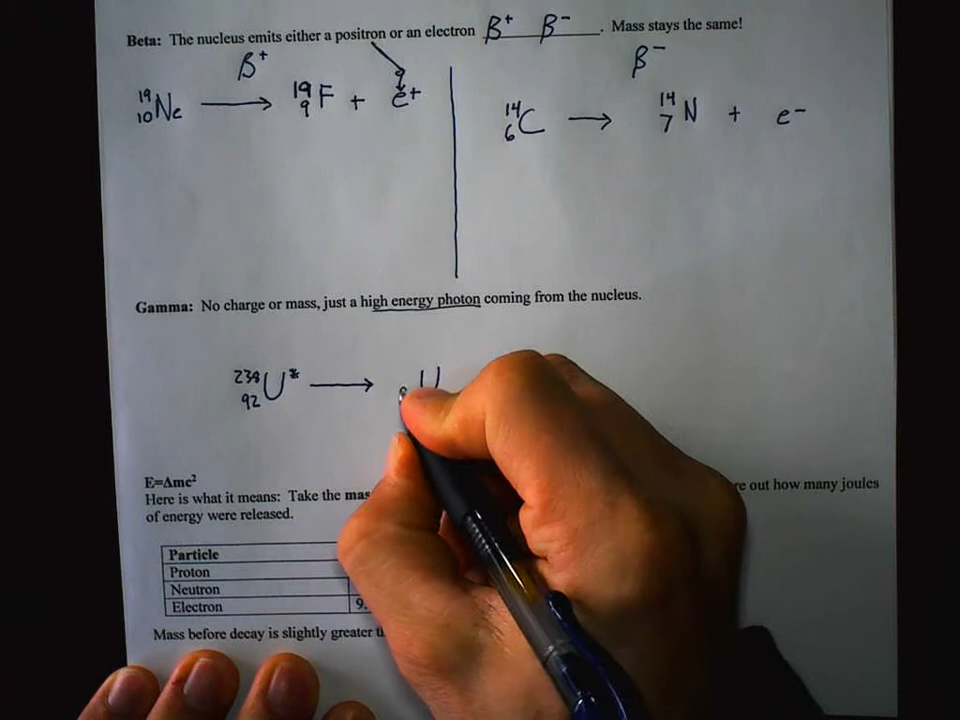 Beta: The nucleus emits either a positron or an electron β⁺ β⁻. Mass stays the same!
β⁺ β⁻
¹⁹₁₀Ne → ¹⁹₉F + e+
¹⁴₆C → ¹⁴₇N + e⁻
Gamma: No charge or mass, just a high energy photon coming from the nucleus.
²³⁸₉₂U* → U
E=Δmc²
Here is what it means: Take the mas re out how many joules
of energy were released.
Particle
Proton
Neutron
Electron 9.
Mass before decay is slightly greater t